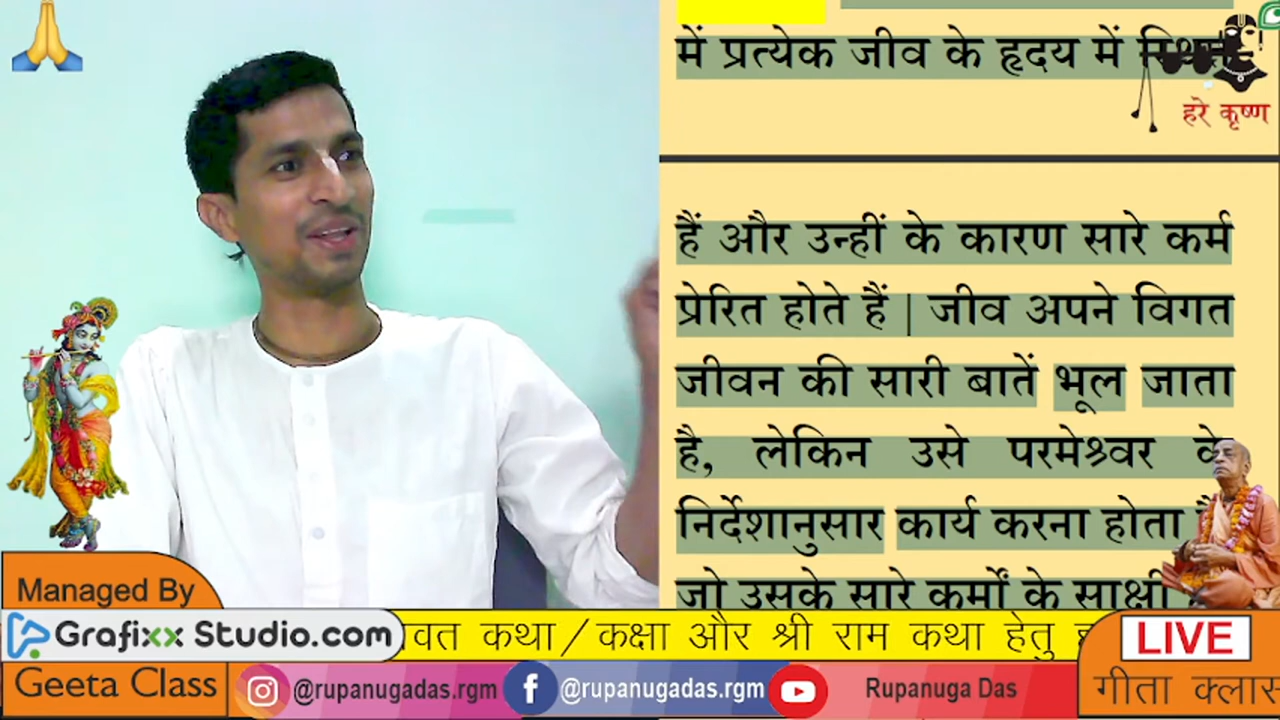 में प्रत्येक जीव के हृदय में स्थित
हरे कृष्ण
हैं और उन्हीं के कारण सारे कर्म
प्रेरित होते हैं | जीव अपने विगत
जीवन की सारी बातें भूल जाता
है, लेकिन उसे परमेश्र्वर के
निर्देशानुसार कार्य करना होता
जो उसके सारे कर्मों के साक्षी
Managed By
Grafixx Studio.com
कथा/कक्षा और श्री राम कथा हेतु
LIVE
Geeta Class
@rupanugadas.rgm
@rupanugadas.rgm
Rupanuga Das
गीता क्लास